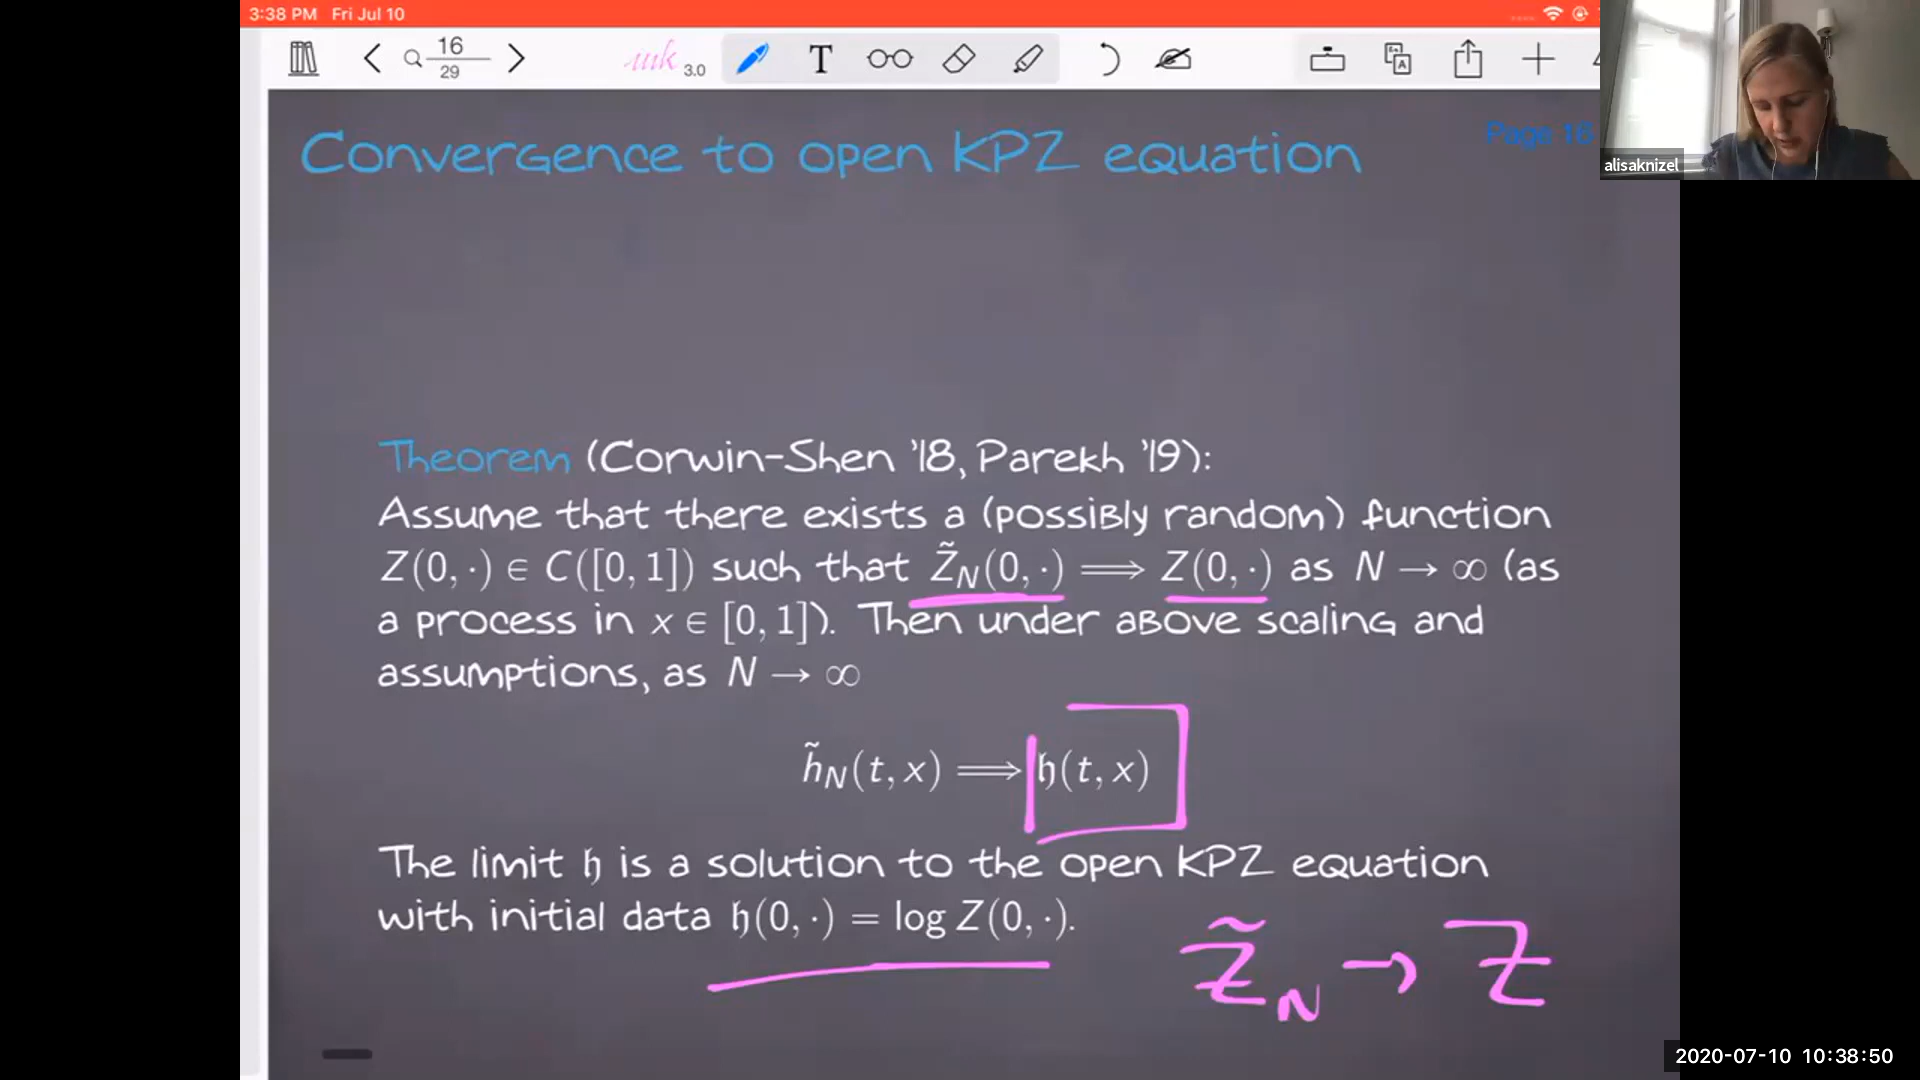 3:38 PM Fri Jul 10
16
29
3.0
T
Convergence to open KPZ equation
Page 16
alisaknizel
Theorem (Corwin-Shen '18, Parekh '19):
Assume that there exists a (possibly random) function
Z(0, ·) ∈ C([0, 1]) such that Z̃_N(0, ·) ⟹ Z(0, ·) as N → ∞ (as
a process in x ∈ [0, 1]). Then under above scaling and
assumptions, as N → ∞
h̃_N(t, x) ⟹ 𝔥(t, x)
The limit 𝔥 is a solution to the open KPZ equation
with initial data 𝔥(0, ·) = log Z(0, ·).
Z̃_N → Z
2020-07-10 10:38:50